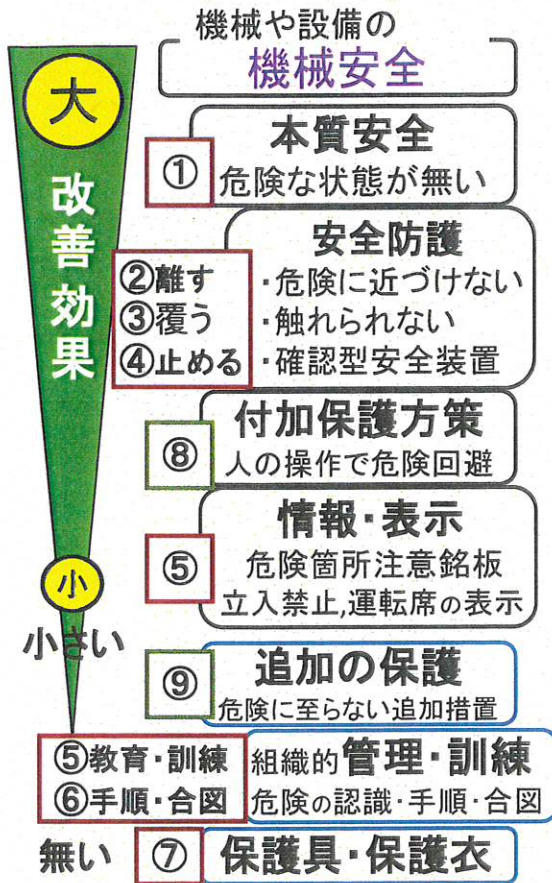 機械や設備の
機械安全
大
改善効果
① 本質安全
危険な状態が無い
安全防護
②離す ・危険に近づけない
③覆う ・触れられない
④止める ・確認型安全装置
付加保護方策
⑧ 人の操作で危険回避
情報・表示
⑤ 危険箇所注意銘板
立入禁止,運転席の表示
小
小さい
⑨ 追加の保護
危険に至らない追加措置
⑤教育・訓練 組織的管理・訓練
⑥手順・合図 危険の認識・手順・合図
無い ⑦ 保護具・保護衣